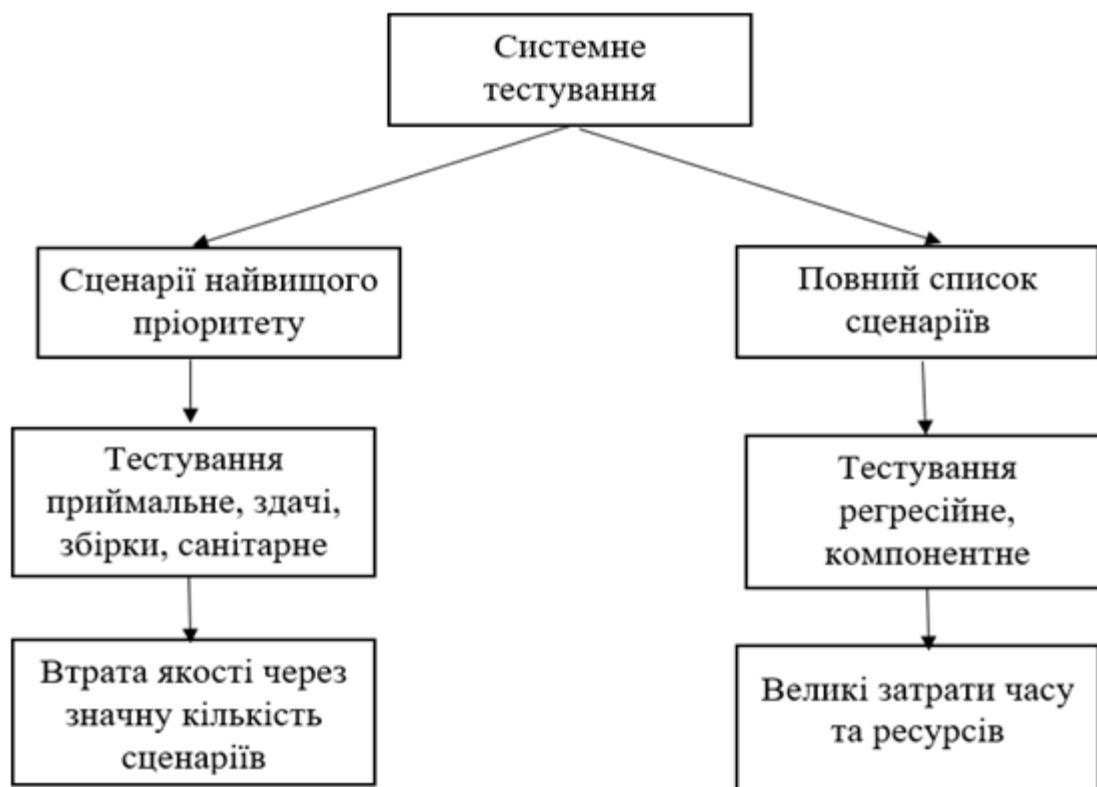 Системне
тестування
Сценарії найвищого
пріоритету
Повний список
сценаріїв
Тестування
приймальне, здачі,
збірки, санітарне
Тестування
регресійне,
компонентне
Втрата якості через
значну кількість
сценаріїв
Великі затрати часу
та ресурсів